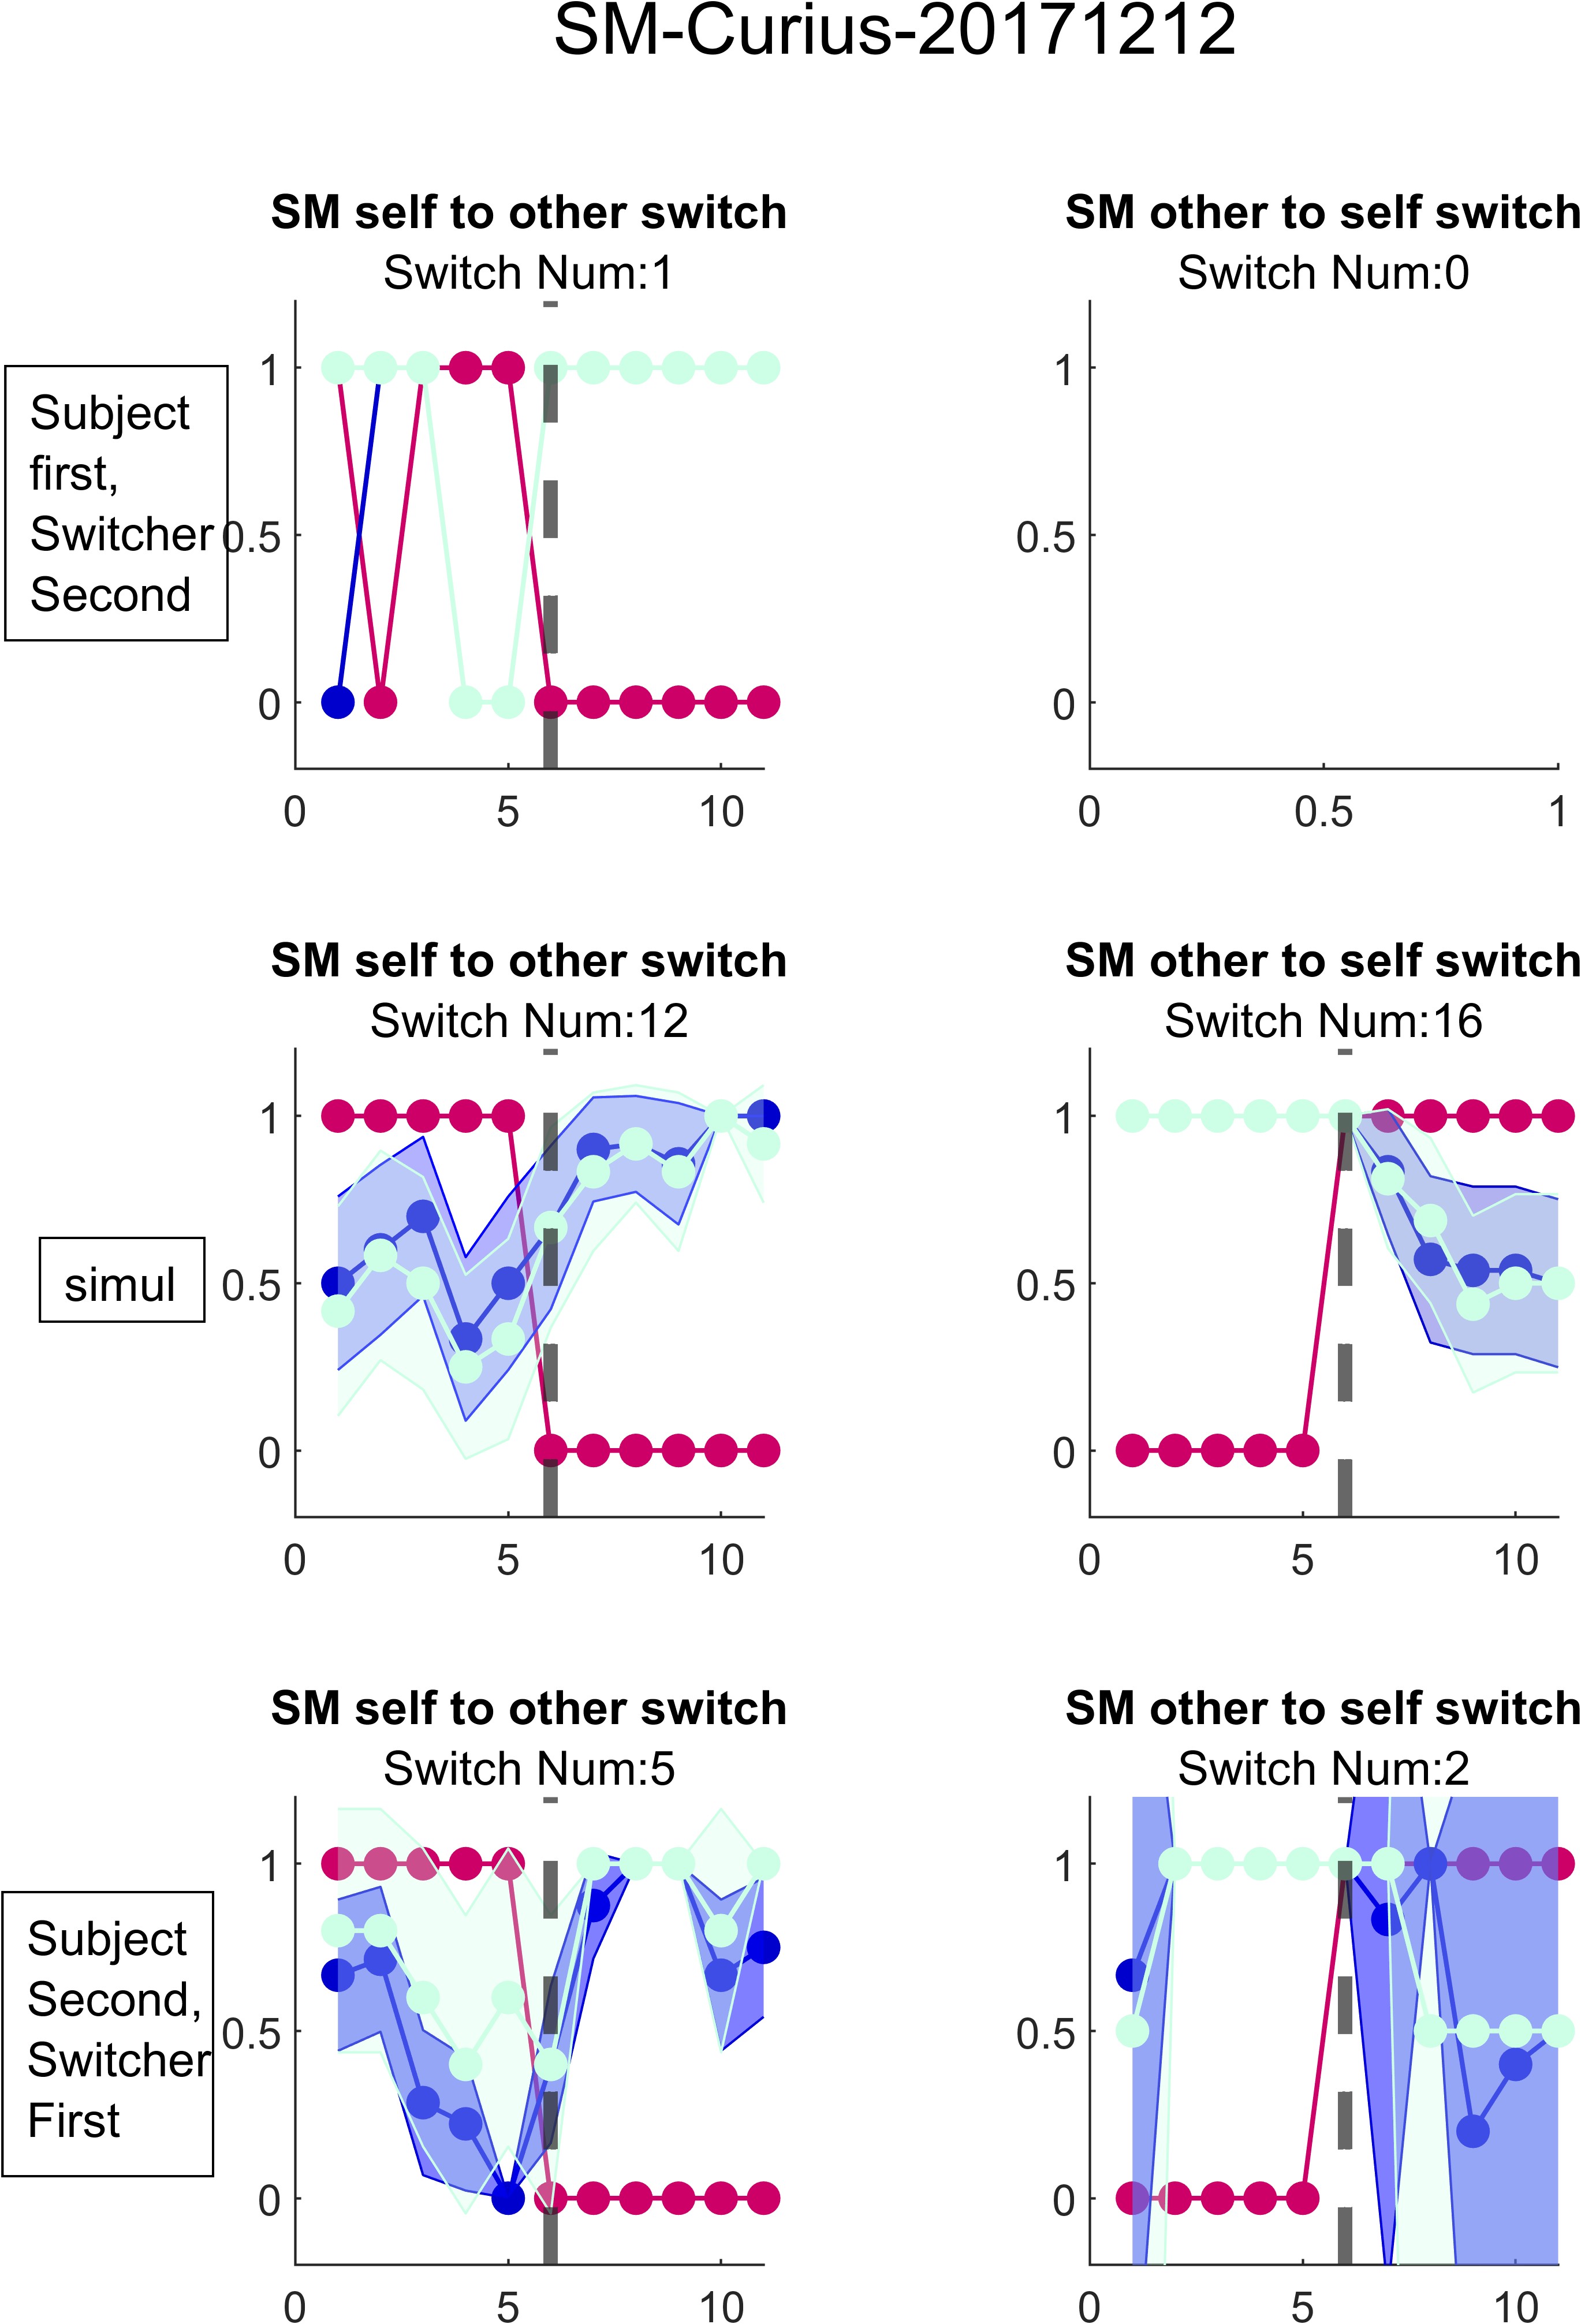 SM-Curius-20171212
SM self to other switch
Switch Num:1
1
0.5
0
0
5
10
Subject
first,
Switcher
Second
SM other to self switch
Switch Num:0
1
0.5
0
0
0.5
1
SM self to other switch
Switch Num:12
1
0.5
0
0
5
10
simul
SM other to self switch
Switch Num:16
1
0.5
0
0
5
10
SM self to other switch
Switch Num:5
1
0.5
0
0
5
10
Subject
Second,
Switcher
First
SM other to self switch
Switch Num:2
1
0.5
0
0
5
10